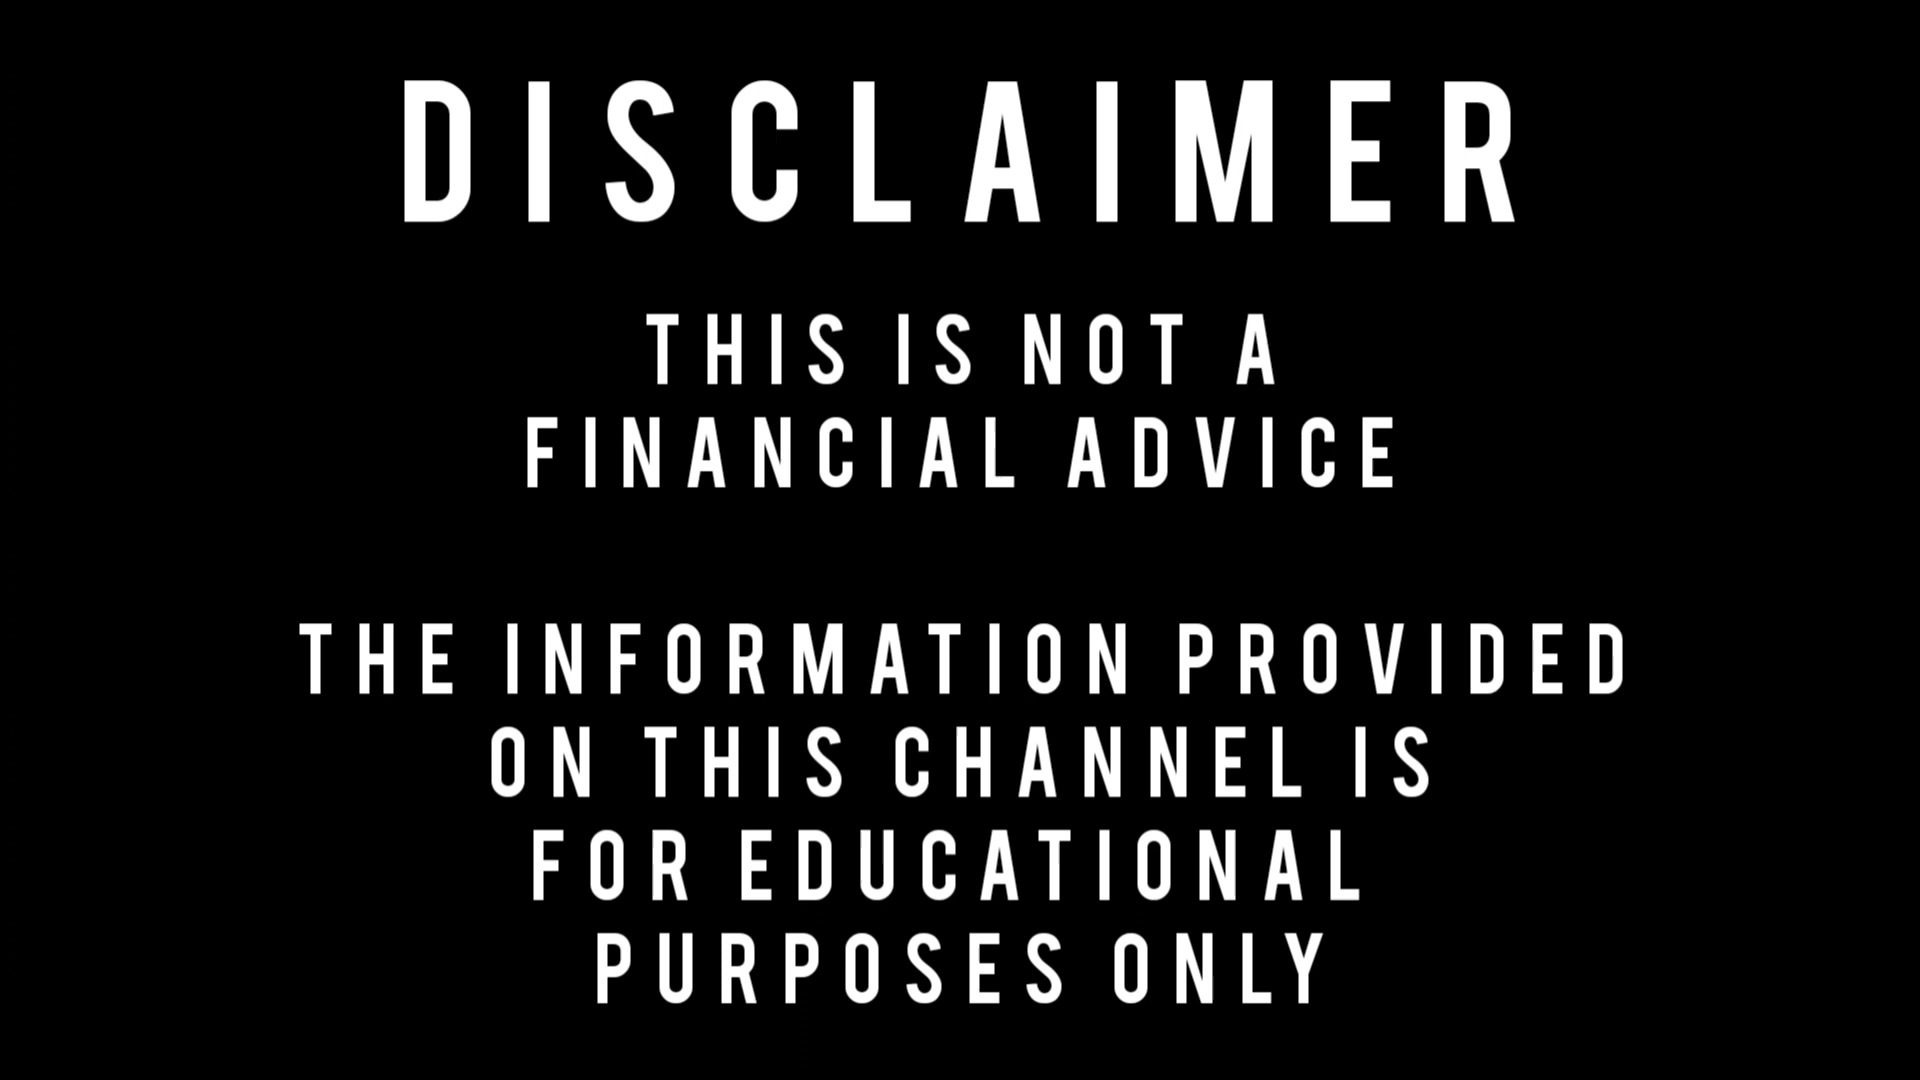 DISCLAIMER
THIS IS NOT A
FINANCIAL ADVICE
THE INFORMATION PROVIDED
ON THIS CHANNEL IS
FOR EDUCATIONAL
PURPOSES ONLY